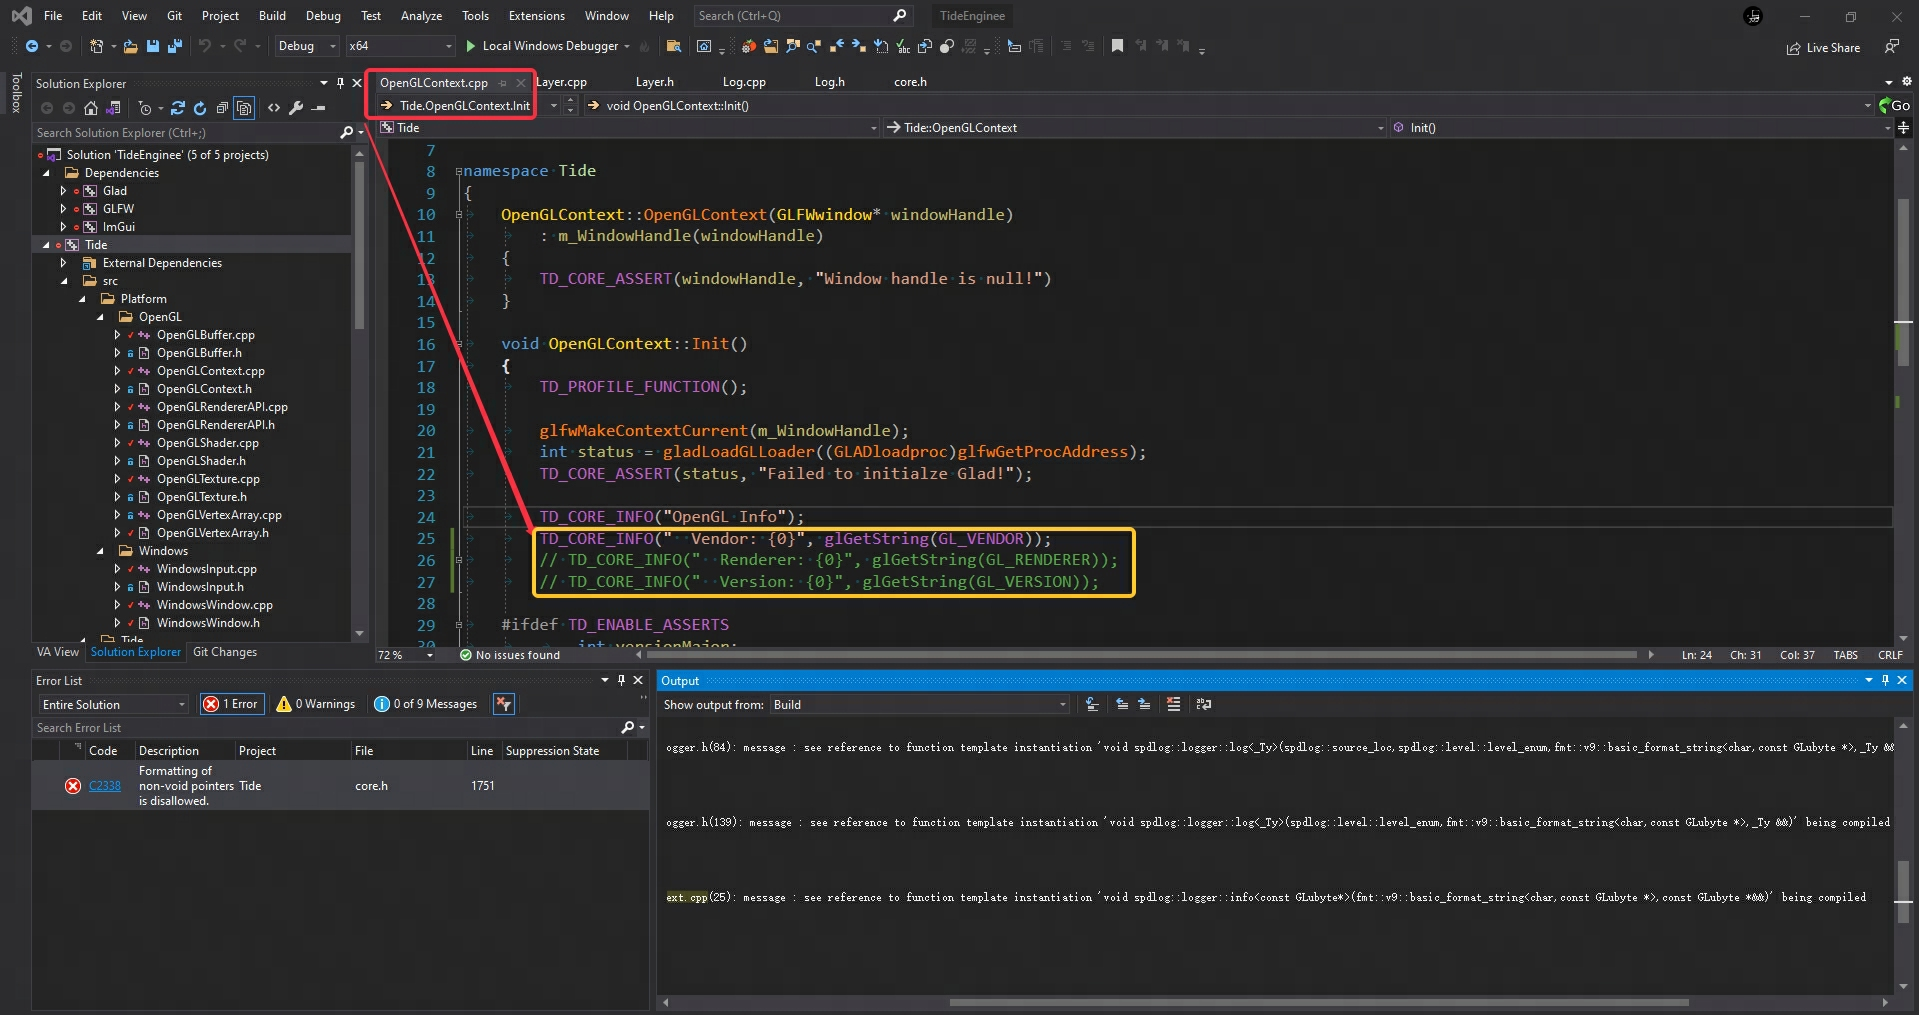 File Edit View Git Project Build Debug Test Analyze Tools Extensions Window Help Search (Ctrl+Q) TideEnginee
Debug x64 Local Windows Debugger Live Share
Toolbox
Solution Explorer
Search Solution Explorer (Ctrl+;)
Solution 'TideEnginee' (5 of 5 projects)
Dependencies
Glad
GLFW
ImGui
Tide
External Dependencies
src
Platform
OpenGL
OpenGLBuffer.cpp
OpenGLBuffer.h
OpenGLContext.cpp
OpenGLContext.h
OpenGLRendererAPI.cpp
OpenGLRendererAPI.h
OpenGLShader.cpp
OpenGLShader.h
OpenGLTexture.cpp
OpenGLTexture.h
OpenGLVertexArray.cpp
OpenGLVertexArray.h
Windows
WindowsInput.cpp
WindowsInput.h
WindowsWindow.cpp
WindowsWindow.h
Tide
VA View Solution Explorer Git Changes
OpenGLContext.cpp Layer.cpp Layer.h Log.cpp Log.h core.h
Tide.OpenGLContext.Init void OpenGLContext::Init() Go
Tide Tide::OpenGLContext Init()
7
8 namespace Tide
9 {
10 OpenGLContext::OpenGLContext(GLFWwindow* windowHandle)
11 : m_WindowHandle(windowHandle)
12 {
13 TD_CORE_ASSERT(windowHandle, "Window handle is null!")
14 }
15
16 void OpenGLContext::Init()
17 {
18 TD_PROFILE_FUNCTION();
19
20 glfwMakeContextCurrent(m_WindowHandle);
21 int status = gladLoadGLLoader((GLADloadproc)glfwGetProcAddress);
22 TD_CORE_ASSERT(status, "Failed to initialze Glad!");
23
24 TD_CORE_INFO("OpenGL Info");
25 TD_CORE_INFO("  Vendor: {0}", glGetString(GL_VENDOR));
26 // TD_CORE_INFO("  Renderer: {0}", glGetString(GL_RENDERER));
27 // TD_CORE_INFO("  Version: {0}", glGetString(GL_VERSION));
28
29 #ifdef TD_ENABLE_ASSERTS
30 int versionMajor;
72 % No issues found Ln: 24 Ch: 31 Col: 37 TABS CRLF
Error List
Entire Solution 1 Error 0 Warnings 0 of 9 Messages
Search Error List
Code Description Project File Line Suppression State
C2338 Formatting of non-void pointers is disallowed. Tide core.h 1751
Output
Show output from: Build
ogger.h(84): message : see reference to function template instantiation 'void spdlog::logger::log<_Ty>(spdlog::source_loc,spdlog::level::level_enum,fmt::v9::basic_format_string<char,const GLubyte *>,_Ty &&
ogger.h(139): message : see reference to function template instantiation 'void spdlog::logger::log<_Ty>(spdlog::level::level_enum,fmt::v9::basic_format_string<char,const GLubyte *>,_Ty &&)' being compiled
ext.cpp(25): message : see reference to function template instantiation 'void spdlog::logger::info<const GLubyte*>(fmt::v9::basic_format_string<char,const GLubyte *>,const GLubyte *&&)' being compiled